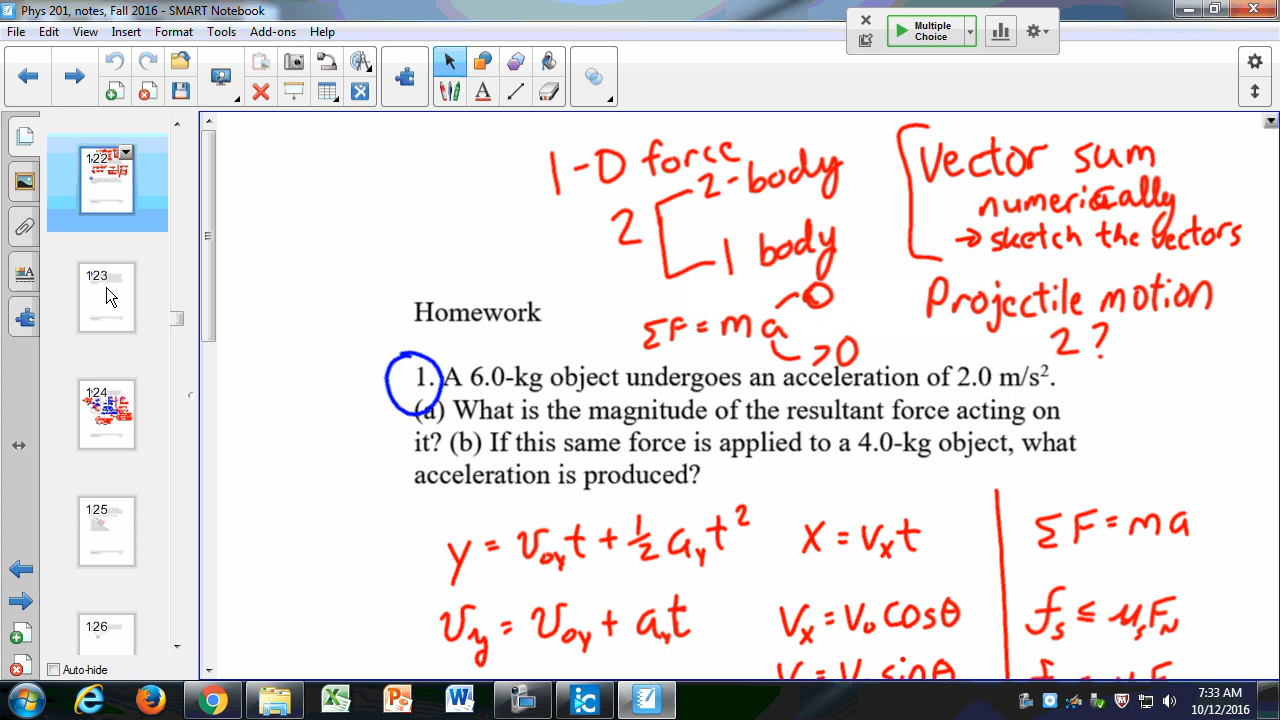 Phys 201, notes, Fall 2016 - SMART Notebook
File Edit View Insert Format Tools Add-ons Help
Multiple
Choice
122
123
124
125
126
Auto-hide
1-D force
2-body
2
1 body
Vector sum
numerically
→ sketch the vectors
Projectile motion
2 ?
Homework
ΣF = ma
0
>0
1. A 6.0-kg object undergoes an acceleration of 2.0 m/s².
(a) What is the magnitude of the resultant force acting on
it? (b) If this same force is applied to a 4.0-kg object, what
acceleration is produced?
y = v₀yt + ½ayt²
x = vxt
ΣF = ma
vy = v₀y + ayt
vx = v₀ cosθ
fs ≤ μsFN
7:33 AM
10/12/2016